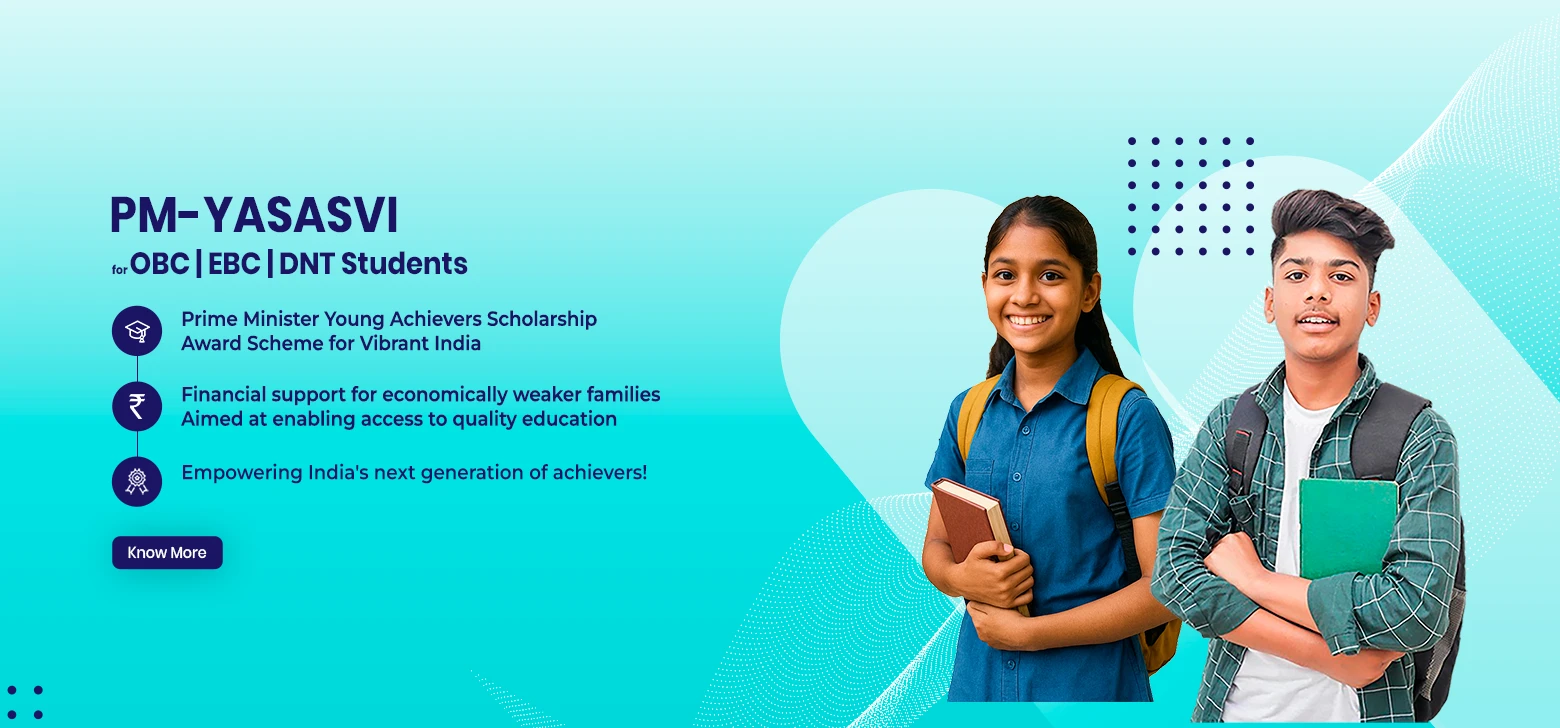 PM-YASASVI
for OBC | EBC | DNT Students
Prime Minister Young Achievers Scholarship
Award Scheme for Vibrant India
₹
Financial support for economically weaker families
Aimed at enabling access to quality education
Empowering India's next generation of achievers!
Know More